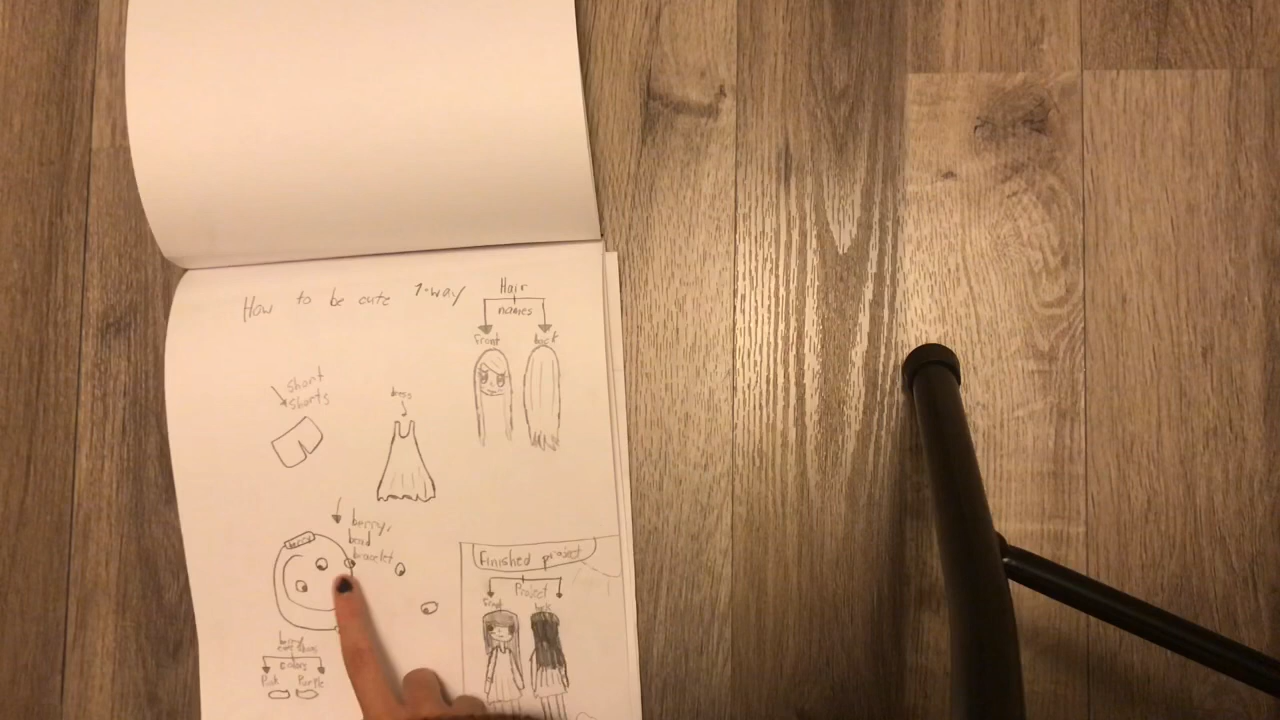 How to be cute 1-way
Hair
names
front
back
short
shorts
dress
berry,
bead
bracelet
berry
Finished project
Project
front
back
colors
Pink
Purple